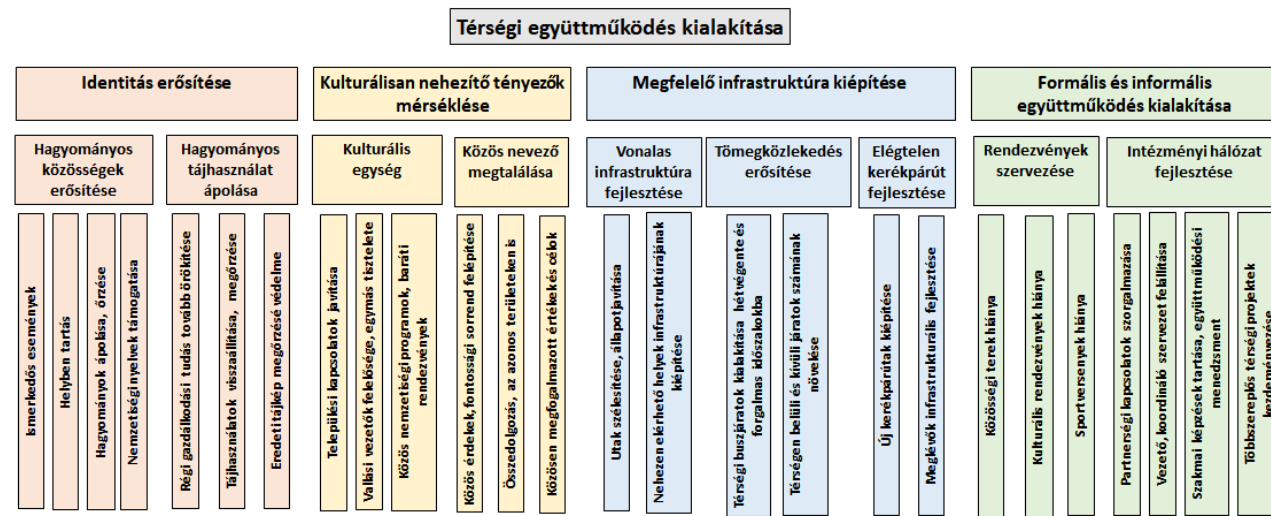 Térségi együttműködés kialakítása
Identitás erősítése
Kulturálisan nehezítő tényezők
mérséklése
Megfelelő infrastruktúra kiépítése
Formális és informális
együttműködés kialakítása
Hagyományos
közösségek
erősítése
Hagyományos
tájhasználat
ápolása
Kulturális
egység
Közös nevező
megtalálása
Vonalas
infrastruktúra
fejlesztése
Tömegközlekedés
erősítése
Elégtelen
kerékpárút
fejlesztése
Rendezvények
szervezése
Intézményi hálózat
fejlesztése
Ismerkedős események
Helyben tartás
Hagyományok ápolása, őrzése
Nemzetiségi nyelvek támogatása
Régi gazdálkodási tudás tovább örökítése
Tájhasználatok visszaállítása, megőrzése
Eredeti tájkép megőrzésé védelme
Települési kapcsolatok javítása
Vallási vezetők felelősége, egymás tisztelete
Közös nemzetiségi programok, baráti
rendezvények
Közös érdekek, fontossági sorrend felépítése
Összedolgozás, az azonos területeken is
Közösen megfogalmazott értékek és célok
Utak szélesítése, állapotjavítása
Nehezen elérhető helyek infrastruktúrájának
kiépítése
Térségi buszjáratok kialakítása hétvégente és
forgalmas időszakokba
Térségen belüli és kívüli járatok számának
növelése
Új kerékpárútak kiépítése
Meglévők infrastrukturális fejlesztése
Közösségi terek hiánya
Kulturális rendezvények hiánya
Sportversenyek hiánya
Partnerségi kapcsolatok szorgalmazása
Vezető, koordináló szervezet felállítása
Szakmai képzések tartása, együttműködési
menedzsment
Többszereplős térségi projektek
kezdeményezése